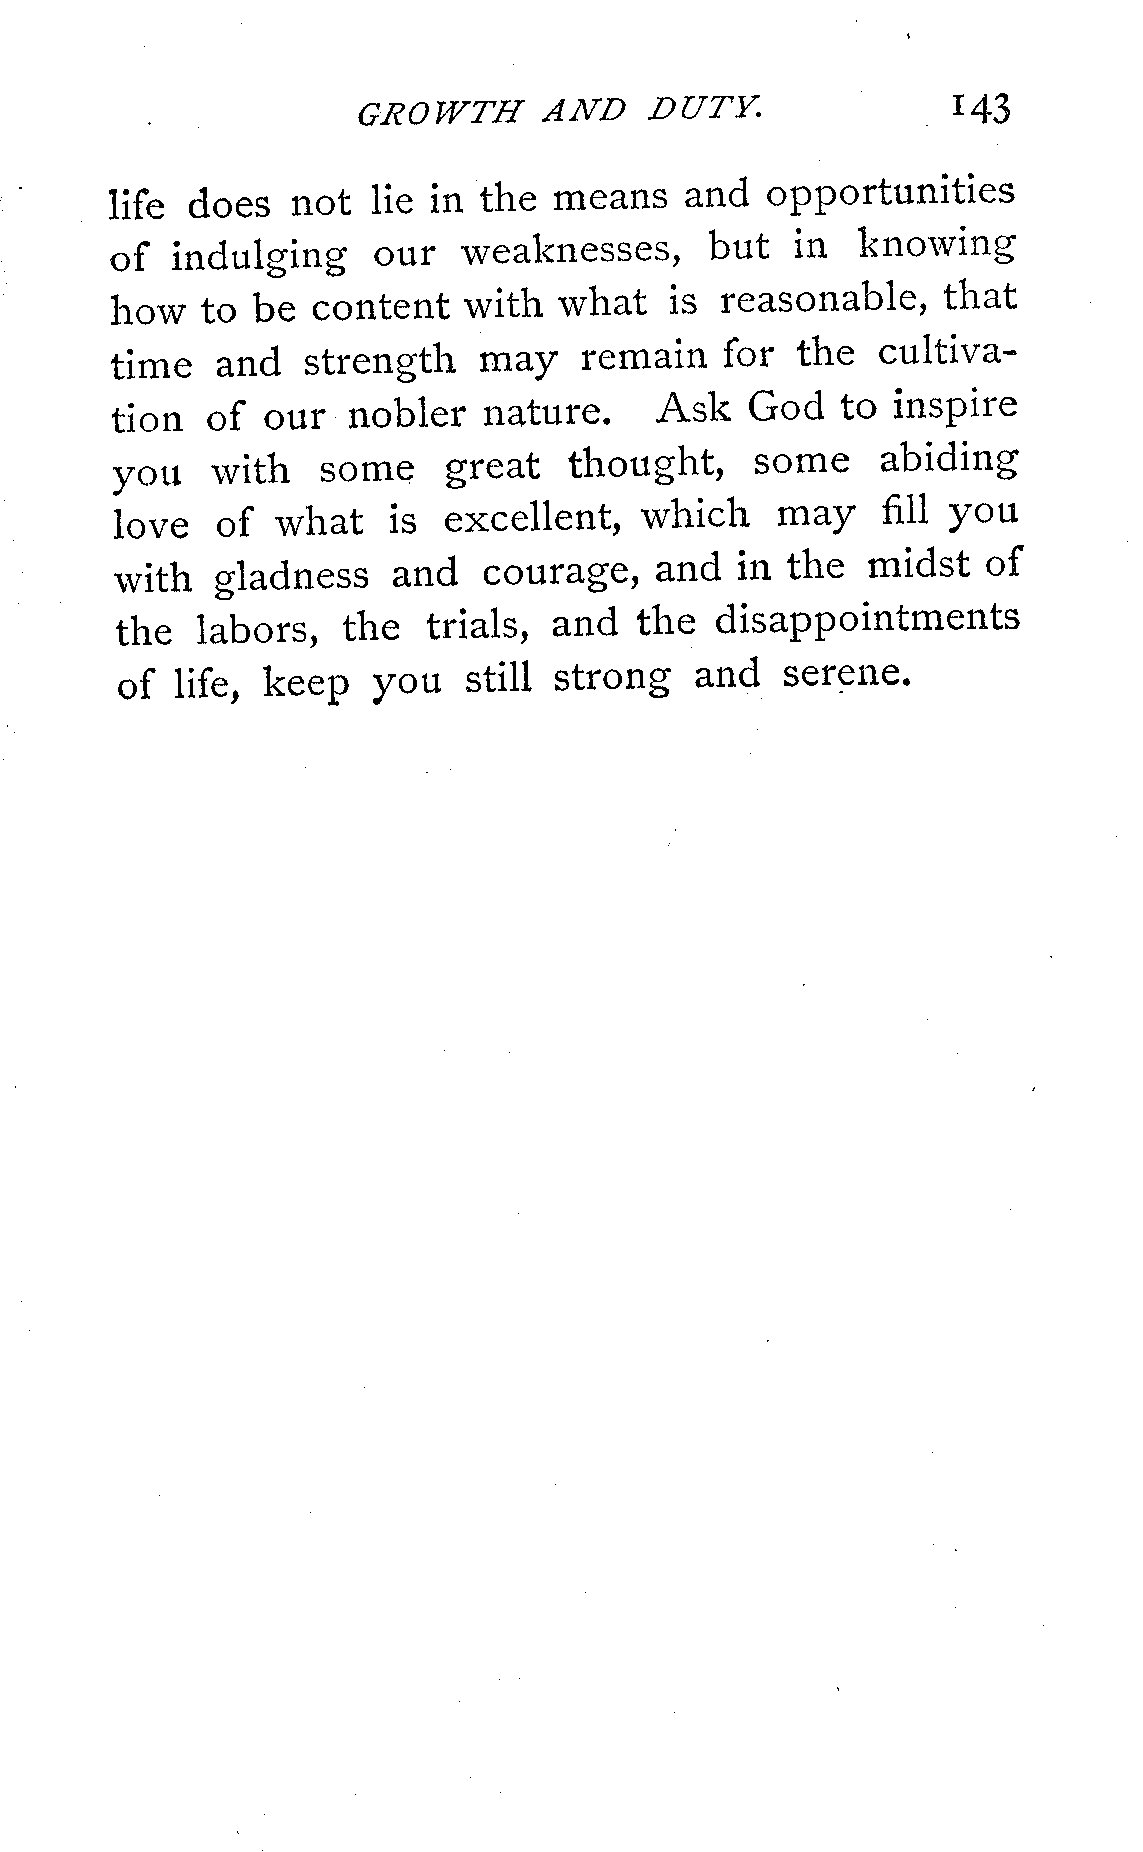 GROWTH AND DUTY. 143
life does not lie in the means and opportunities
of indulging our weaknesses, but in knowing
how to be content with what is reasonable, that
time and strength may remain for the cultiva-
tion of our nobler nature. Ask God to inspire
you with some great thought, some abiding
love of what is excellent, which may fill you
with gladness and courage, and in the midst of
the labors, the trials, and the disappointments
of life, keep you still strong and serene.